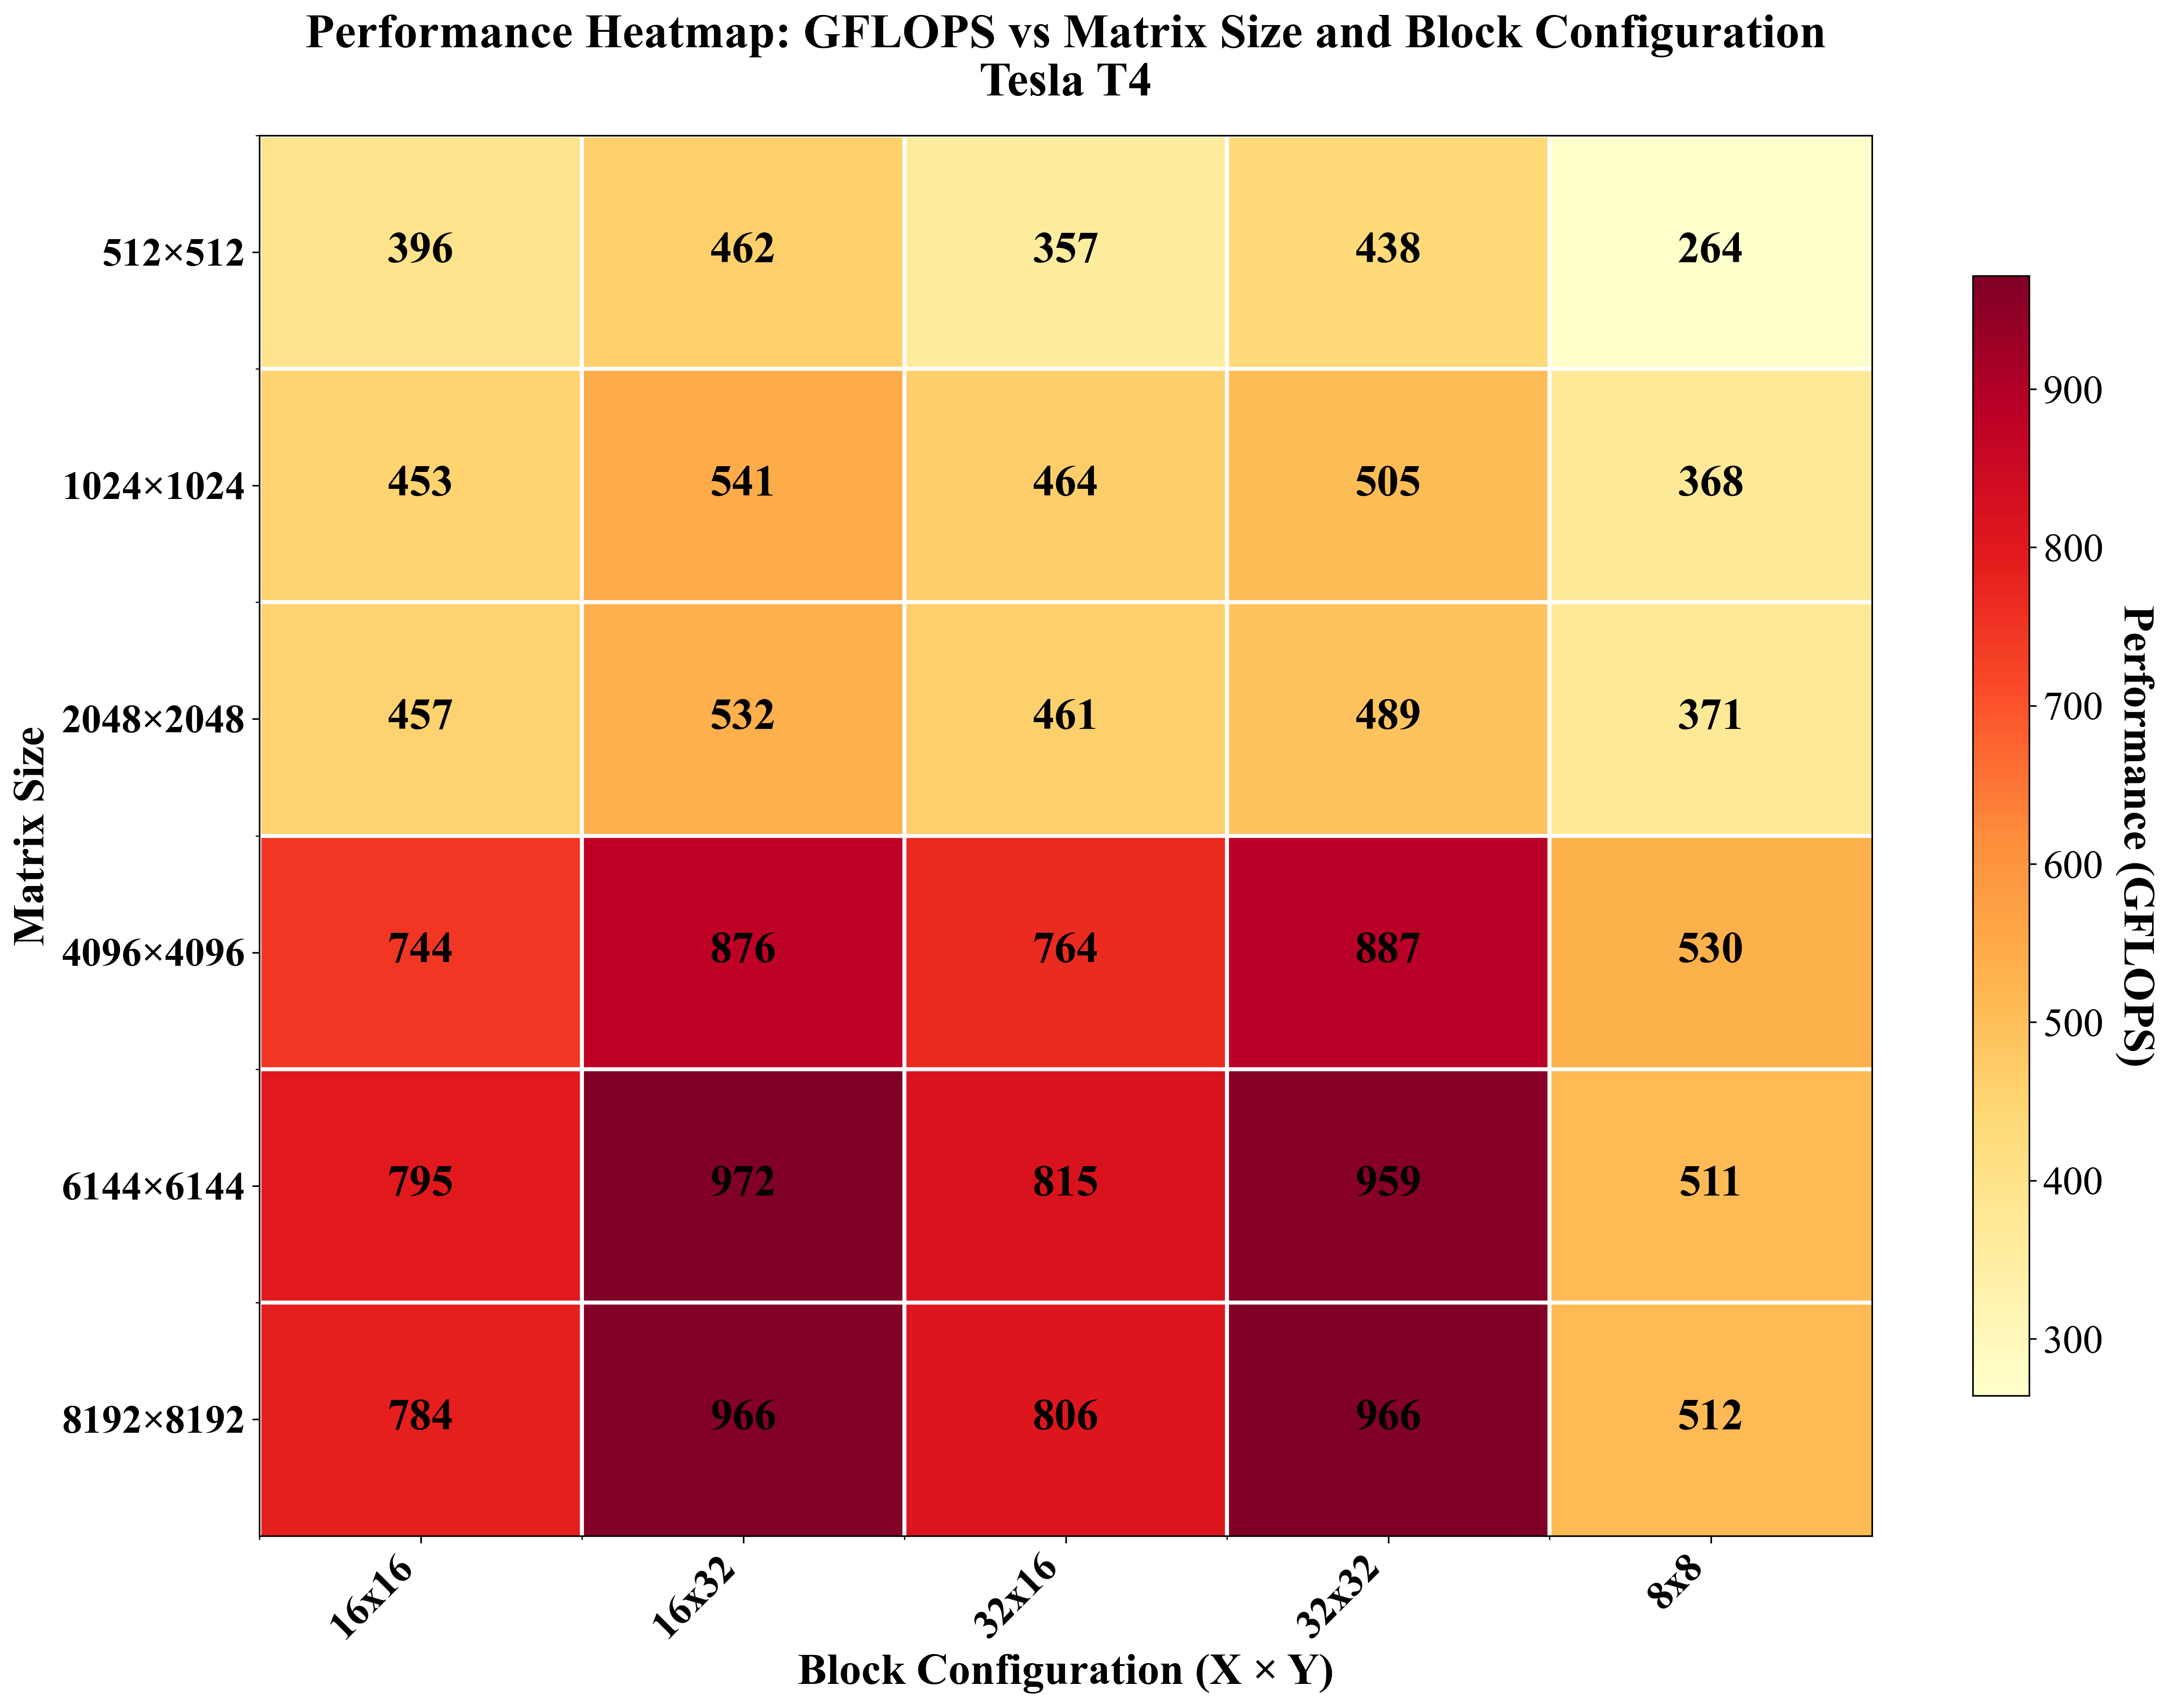 Performance Heatmap: GFLOPS vs Matrix Size and Block Configuration
Tesla T4
Matrix Size
512×512 396 462 357 438 264
1024×1024 453 541 464 505 368
2048×2048 457 532 461 489 371
4096×4096 744 876 764 887 530
6144×6144 795 972 815 959 511
8192×8192 784 966 806 966 512
16x16 16x32 32x16 32x32 8x8
Block Configuration (X × Y)
900
800
700
600
500
400
300
Performance (GFLOPS)